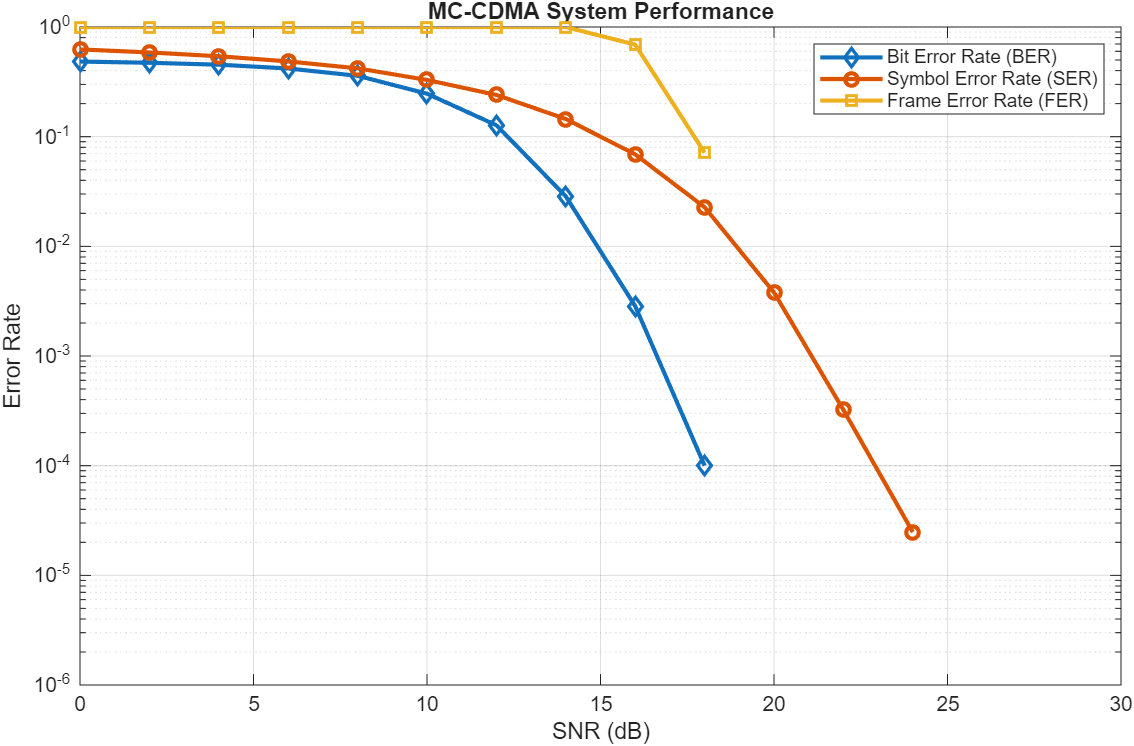 MC-CDMA System Performance
Bit Error Rate (BER)
Symbol Error Rate (SER)
Frame Error Rate (FER)
Error Rate
10^0
10^-1
10^-2
10^-3
10^-4
10^-5
10^-6
0 5 10 15 20 25 30
SNR (dB)